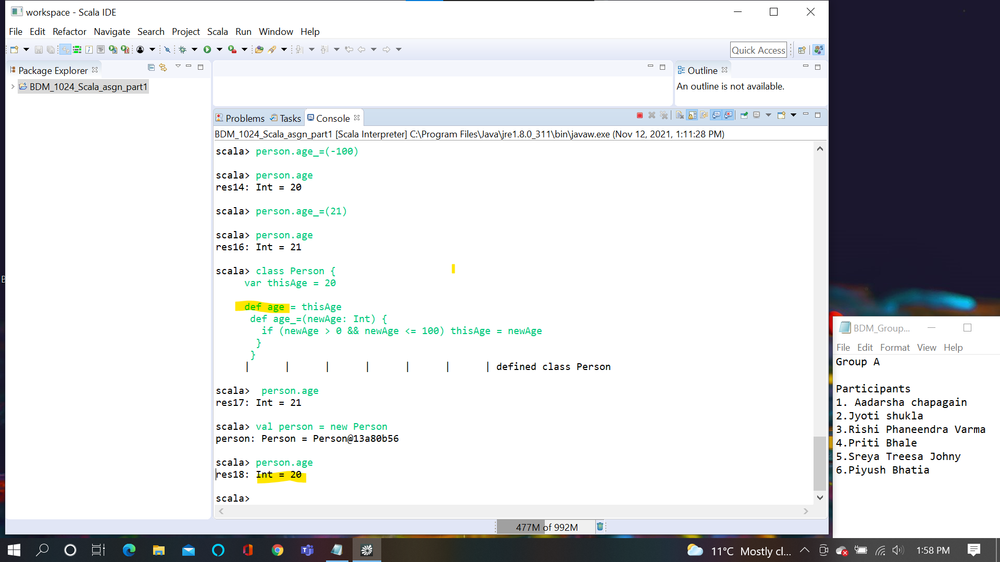 workspace - Scala IDE
File Edit Refactor Navigate Search Project Scala Run Window Help
Quick Access
Package Explorer
BDM_1024_Scala_asgn_part1
Outline
An outline is not available.
Problems Tasks Console
BDM_1024_Scala_asgn_part1 [Scala Interpreter] C:\Program Files\Java\jre1.8.0_311\bin\javaw.exe (Nov 12, 2021, 1:11:28 PM)
scala> person.age_=(-100)
scala> person.age
res14: Int = 20
scala> person.age_=(21)
scala> person.age
res16: Int = 21
scala> class Person {
var thisAge = 20
def age = thisAge
def age_=(newAge: Int) {
if (newAge > 0 && newAge <= 100) thisAge = newAge
}
}
| | | | | | | defined class Person
scala> person.age
res17: Int = 21
scala> val person = new Person
person: Person = Person@13a80b56
scala> person.age
res18: Int = 20
scala>
477M of 992M
B
BDM_Group...
File Edit Format View Help
Group A
Participants
1. Aadarsha chapagain
2.Jyoti shukla
3.Rishi Phaneendra Varma
4.Priti Bhale
5.Sreya Treesa Johny
6.Piyush Bhatia
11°C Mostly cl...
1:58 PM